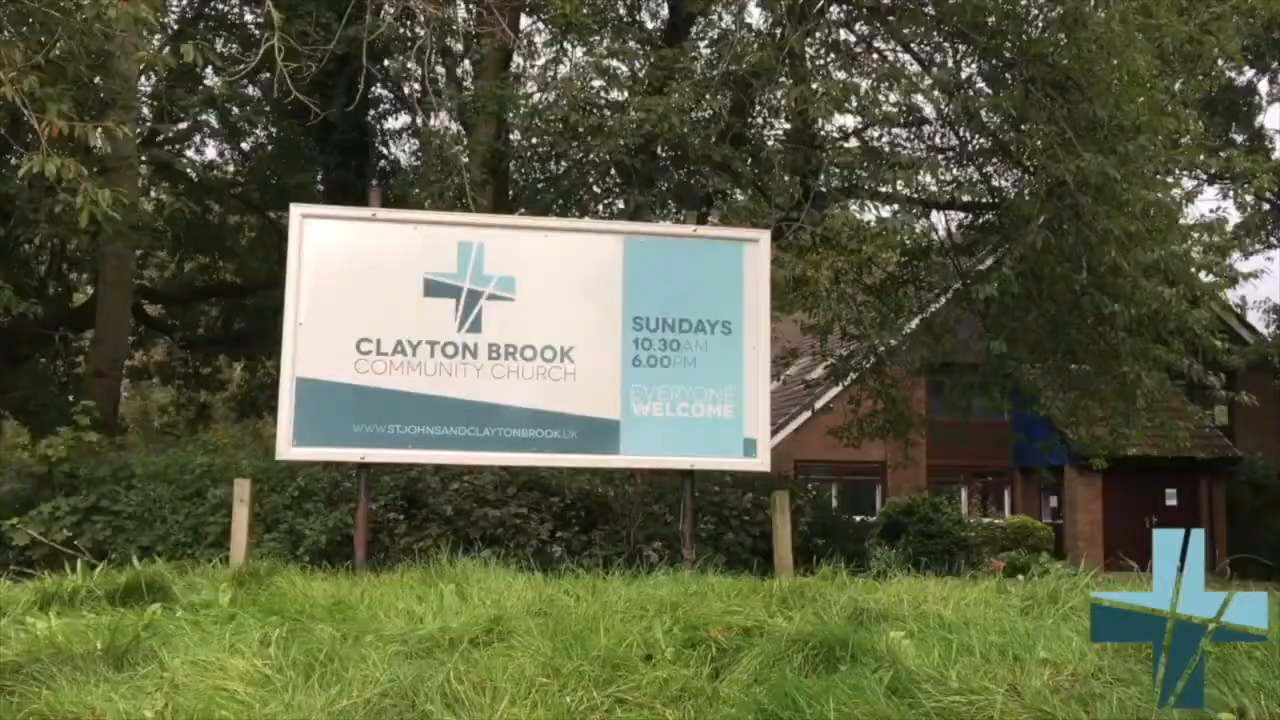 CLAYTON BROOK
COMMUNITY CHURCH
WWW.STJOHNSANDCLAYTONBROOK.UK
SUNDAYS
10.30AM
6.00PM
EVERYONE
WELCOME